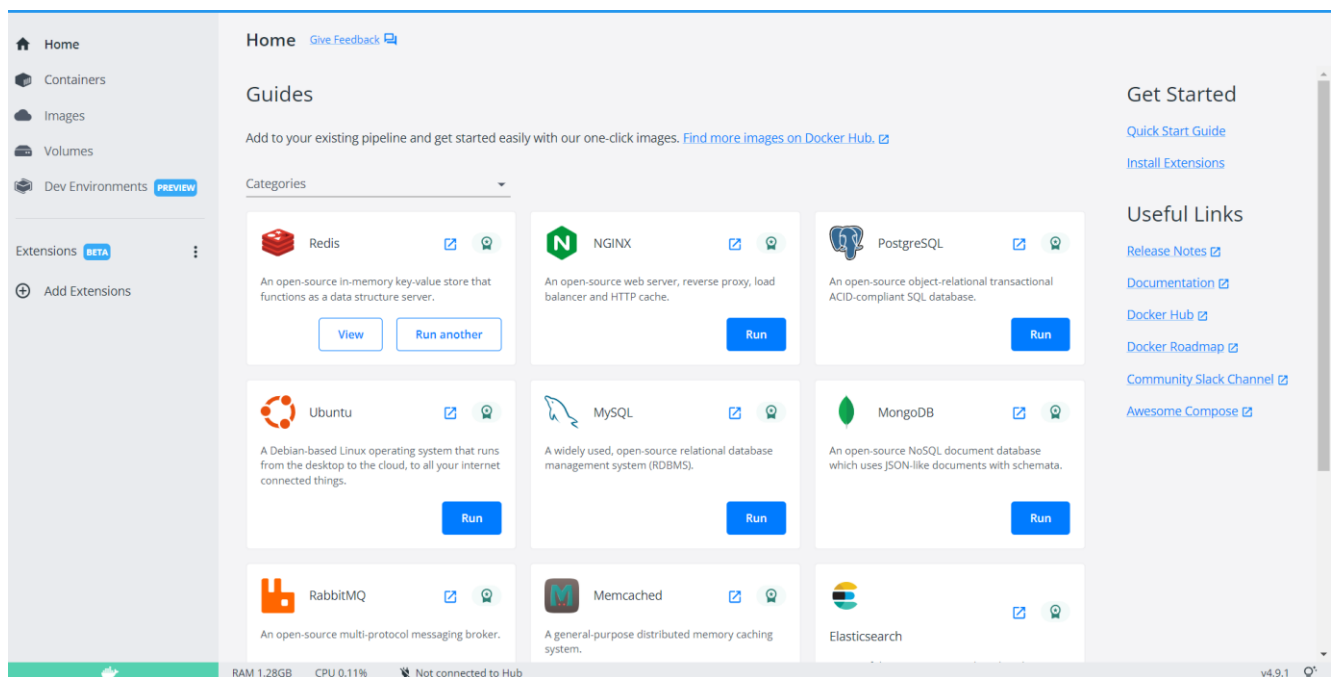 Home
Containers
Images
Volumes
Dev Environments PREVIEW
Extensions BETA
Add Extensions
Home Give Feedback
Guides
Add to your existing pipeline and get started easily with our one-click images. Find more images on Docker Hub.
Categories
Redis
An open-source in-memory key-value store that
functions as a data structure server.
View Run another
NGINX
An open-source web server, reverse proxy, load
balancer and HTTP cache.
Run
PostgreSQL
An open-source object-relational transactional
ACID-compliant SQL database.
Run
Ubuntu
A Debian-based Linux operating system that runs
from the desktop to the cloud, to all your internet
connected things.
Run
MySQL
A widely used, open-source relational database
management system (RDBMS).
Run
MongoDB
An open-source NoSQL document database
which uses JSON-like documents with schemata.
Run
RabbitMQ
An open-source multi-protocol messaging broker.
Memcached
A general-purpose distributed memory caching
system.
Elasticsearch
Get Started
Quick Start Guide
Install Extensions
Useful Links
Release Notes
Documentation
Docker Hub
Docker Roadmap
Community Slack Channel
Awesome Compose
RAM 1.28GB CPU 0.11% Not connected to Hub v4.9.1